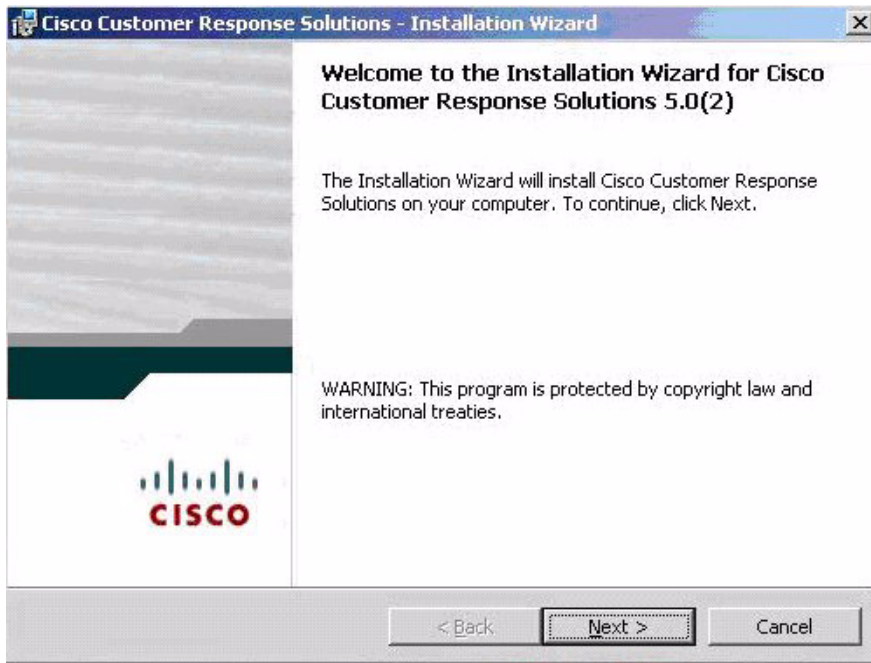 Cisco Customer Response Solutions - Installation Wizard
Welcome to the Installation Wizard for Cisco
Customer Response Solutions 5.0(2)
The Installation Wizard will install Cisco Customer Response
Solutions on your computer. To continue, click Next.
WARNING: This program is protected by copyright law and
international treaties.
CISCO
< Back
Next >
Cancel